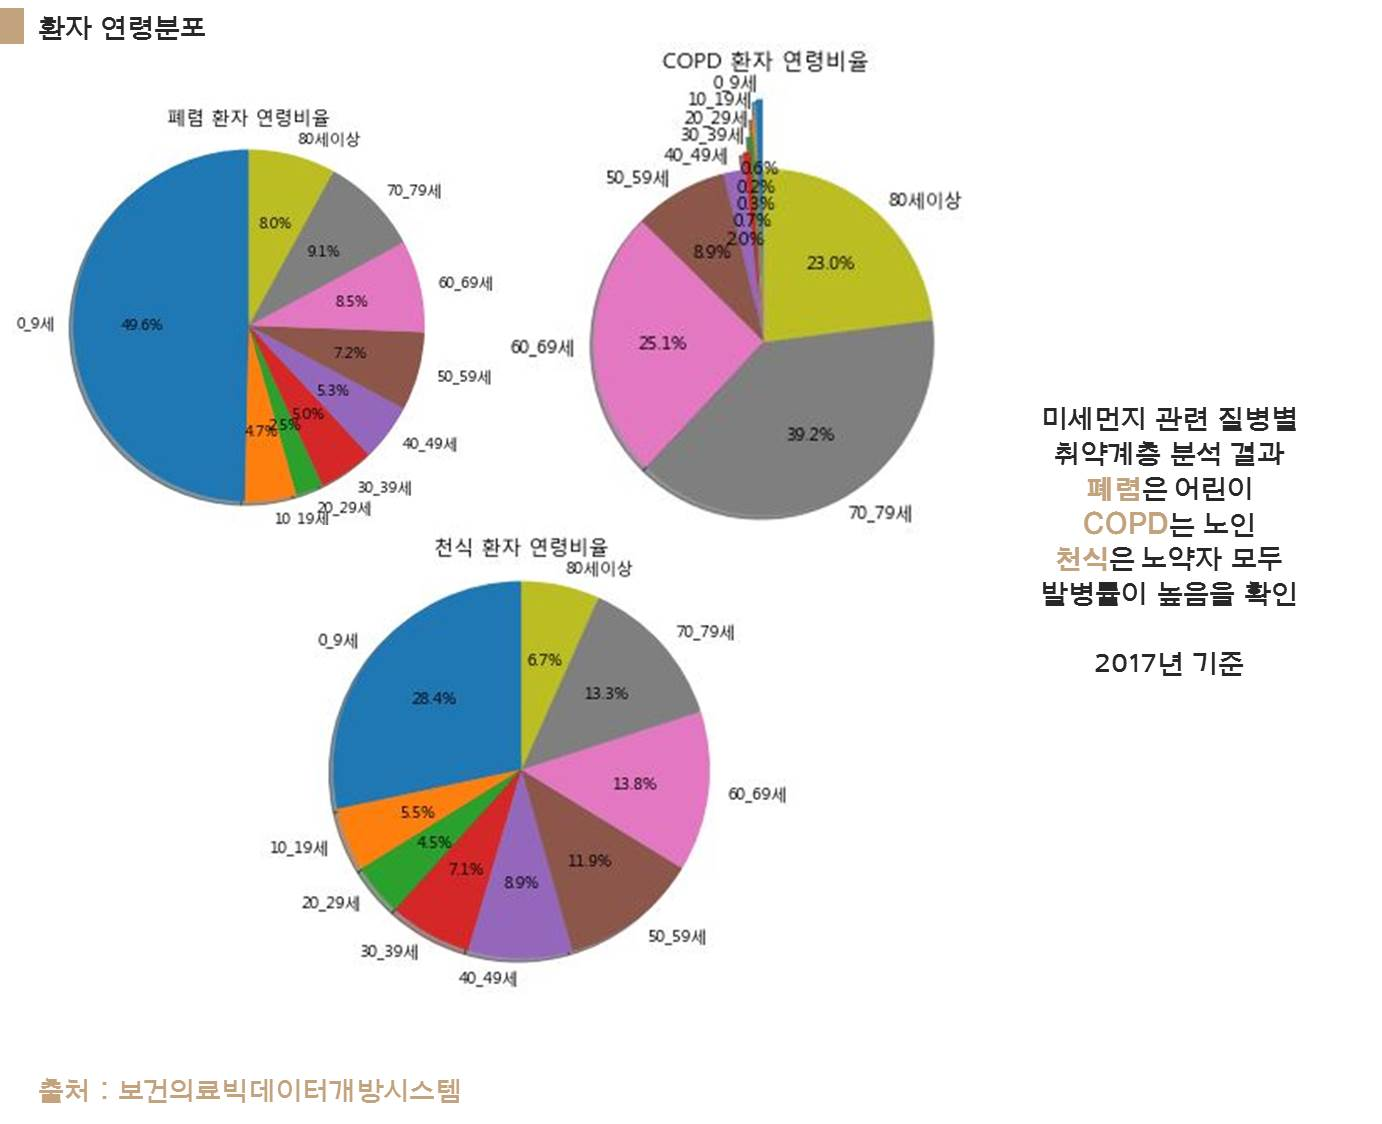 환자 연령분포
폐렴 환자 연령비율
80세이상
70_79세
60_69세
50_59세
40_49세
30_39세
20_29세
10_19세
0_9세
8.0%
9.1%
8.5%
7.2%
5.3%
5.0%
2.5%
4.7%
49.6%
COPD 환자 연령비율
0_9세
10_19세
20_29세
30_39세
40_49세
50_59세
60_69세
70_79세
80세이상
0.6%
0.2%
0.3%
0.7%
2.0%
8.9%
25.1%
39.2%
23.0%
천식 환자 연령비율
80세이상
70_79세
60_69세
50_59세
40_49세
30_39세
20_29세
10_19세
0_9세
6.7%
13.3%
13.8%
11.9%
8.9%
7.1%
4.5%
5.5%
28.4%
미세먼지 관련 질병별
취약계층 분석 결과
폐렴은 어린이
COPD는 노인
천식은 노약자 모두
발병률이 높음을 확인
2017년 기준
출처 : 보건의료빅데이터개방시스템